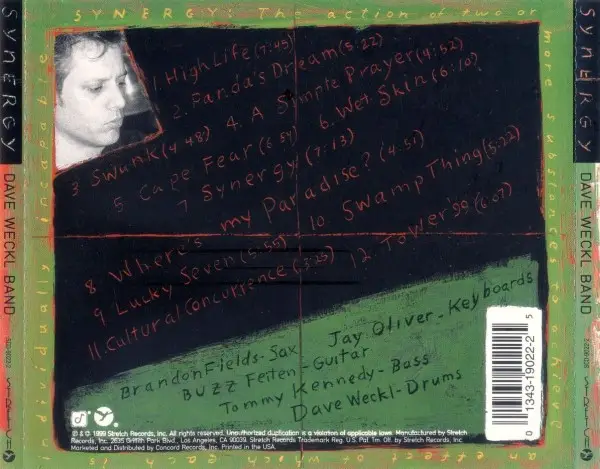 SYNERGY: The action of two or
more substances to achieve
an effect of which each is
individually incapable
SYNERGY
DAVE WECKL BAND
1. High Life (7:45)
2. Panda's Dream (5:22)
3 Swunk (4:48)
4. A Simple Prayer (4:52)
5 Cape Fear (6:54)
6. Wet Skin (6:10)
7 Synergy (7:13)
8 Where's my Paradise? (4:51)
9 Lucky Seven (5:55)
10. Swamp Thing (5:22)
11. Cultural Concurrence (3:23)
12 Tower '99 (6:07)
Brandon Fields - Sax
Jay Oliver - Keyboards
BUZZ Feiten - Guitar
Tommy Kennedy - Bass
Dave Weckl - Drums
0 1343-19022-2 5
℗ & © 1999 Stretch Records, Inc. All rights reserved. Unauthorized duplication is a violation of applicable laws. Manufactured by Stretch
Records, Inc. 2635 Griffith Park Blvd., Los Angeles, CA 90039. Stretch Records Trademark Reg. U.S. Pat. Tm. Off. by Stretch Records, Inc.
Marketed and Distributed by Concord Records, Inc. Printed in the USA.
SYNERGY
DAVE WECKL BAND